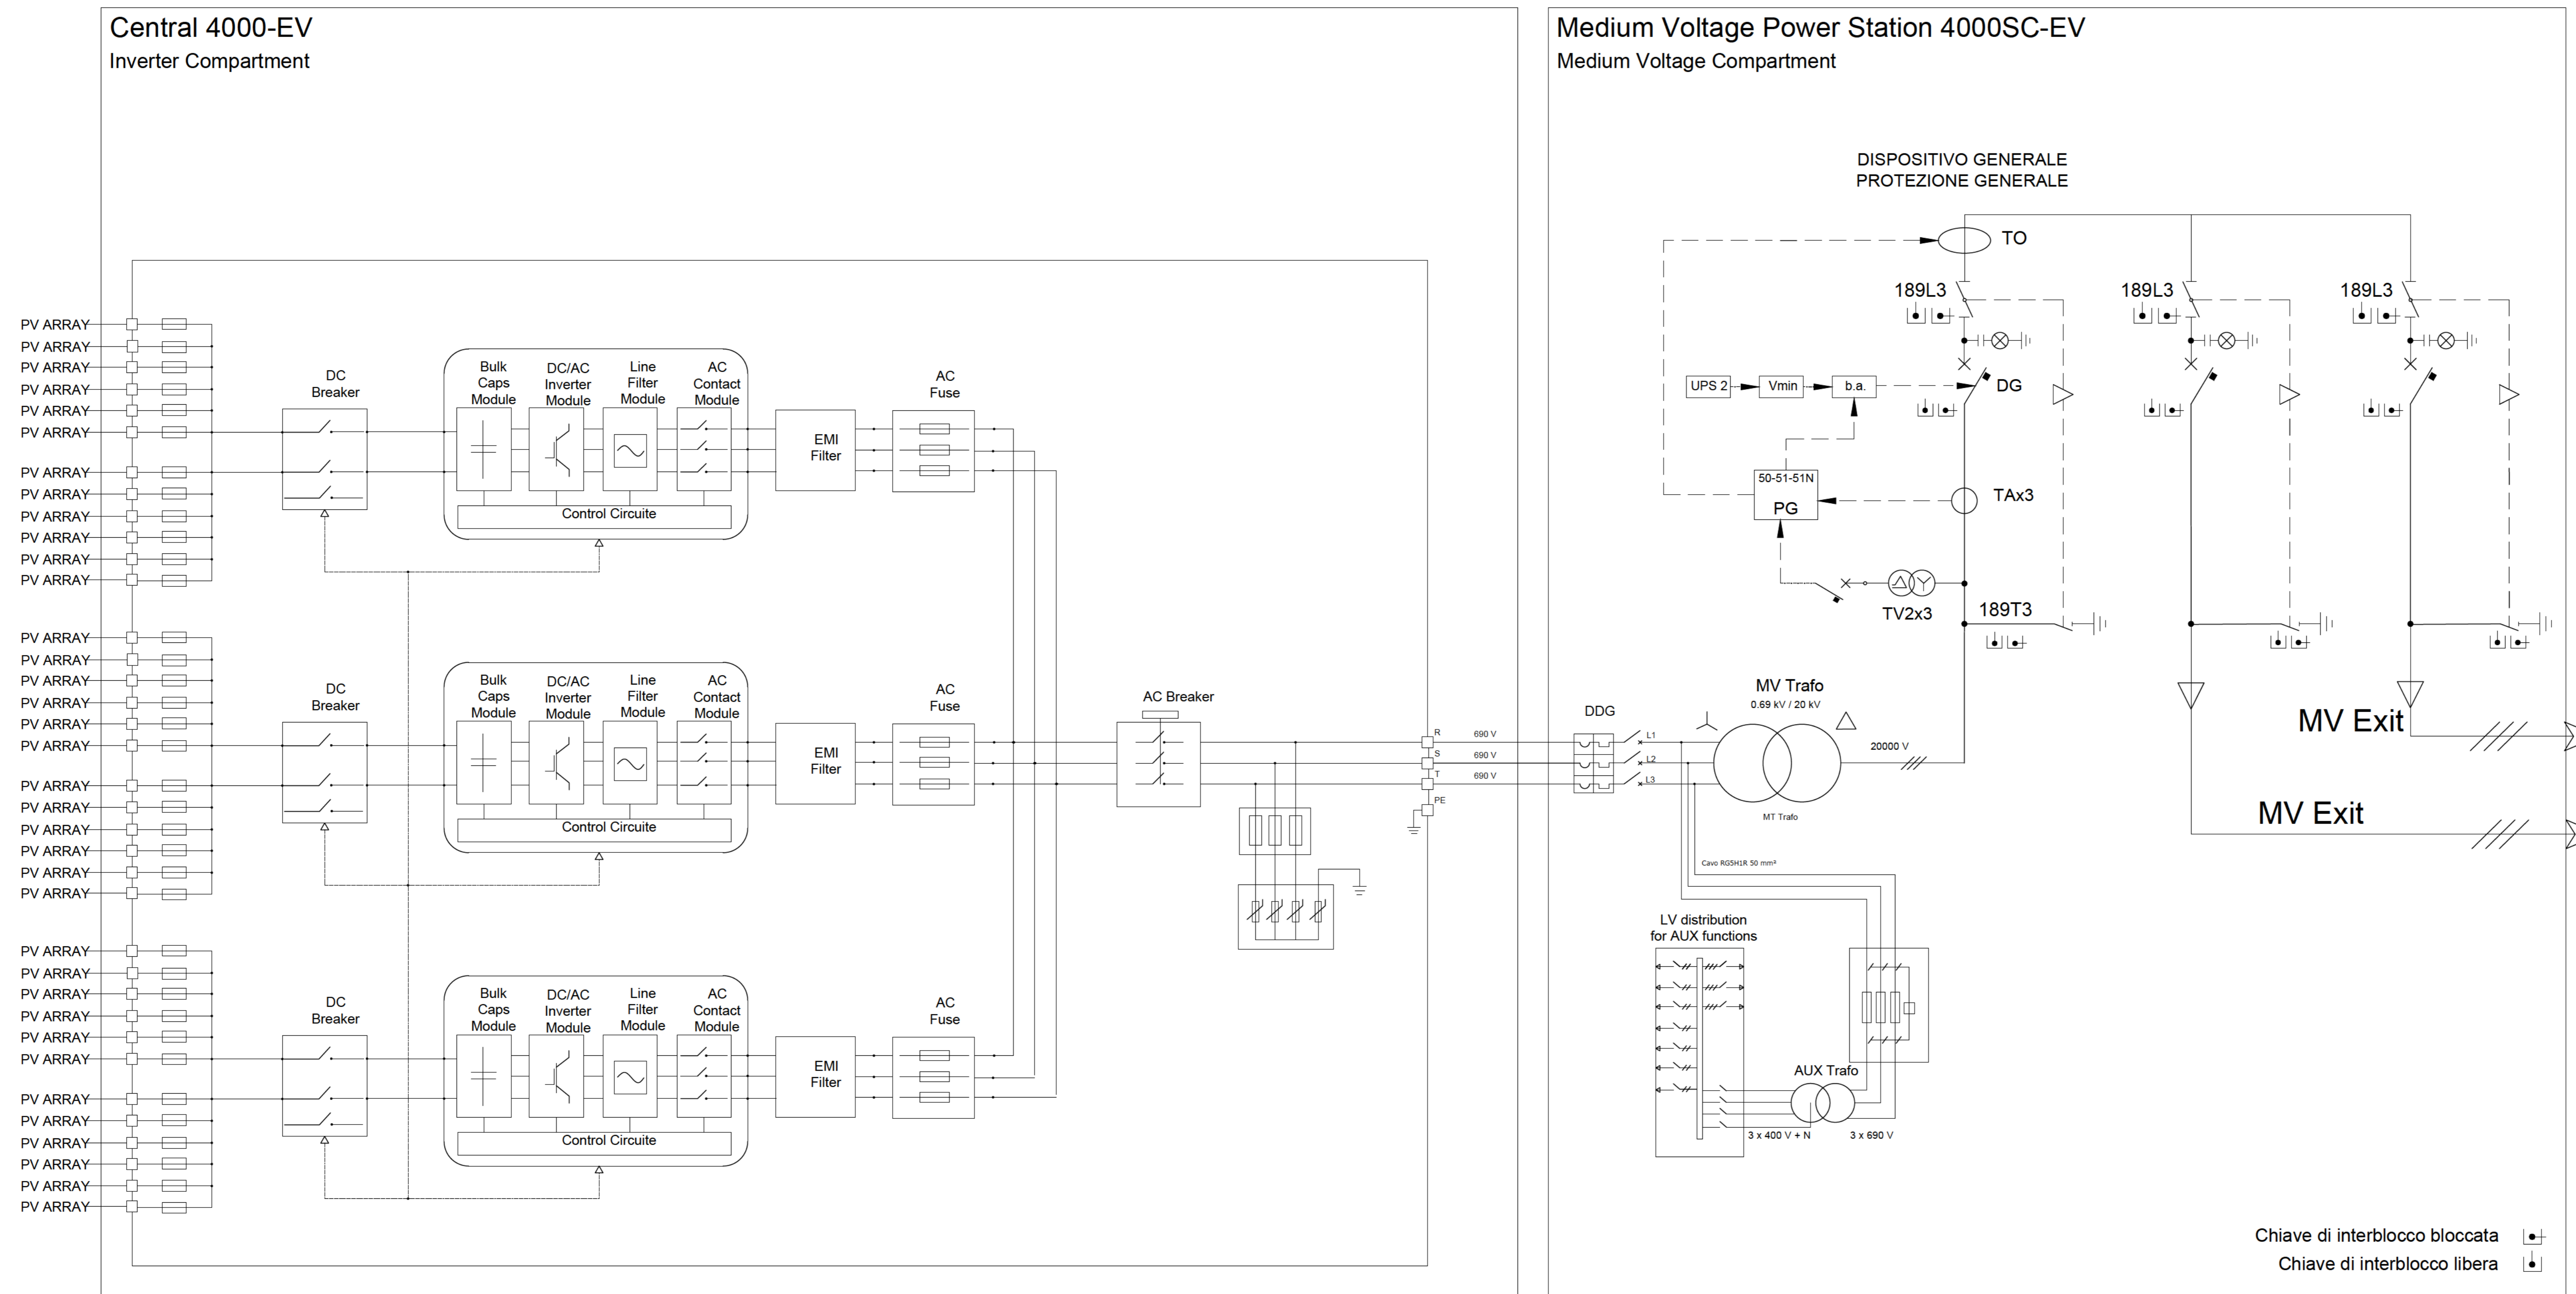 Central 4000-EV
Inverter Compartment
PV ARRAY
PV ARRAY
PV ARRAY
PV ARRAY
PV ARRAY
PV ARRAY
PV ARRAY
PV ARRAY
PV ARRAY
PV ARRAY
PV ARRAY
PV ARRAY
DC
Breaker
Bulk
Caps
Module
DC/AC
Inverter
Module
Line
Filter
Module
AC
Contact
Module
Control Circuite
EMI
Filter
AC
Fuse
PV ARRAY
PV ARRAY
PV ARRAY
PV ARRAY
PV ARRAY
PV ARRAY
PV ARRAY
PV ARRAY
PV ARRAY
PV ARRAY
PV ARRAY
PV ARRAY
DC
Breaker
Bulk
Caps
Module
DC/AC
Inverter
Module
Line
Filter
Module
AC
Contact
Module
Control Circuite
EMI
Filter
AC
Fuse
AC Breaker
R
S
T
PE
690 V
690 V
690 V
PV ARRAY
PV ARRAY
PV ARRAY
PV ARRAY
PV ARRAY
PV ARRAY
PV ARRAY
PV ARRAY
PV ARRAY
PV ARRAY
PV ARRAY
PV ARRAY
DC
Breaker
Bulk
Caps
Module
DC/AC
Inverter
Module
Line
Filter
Module
AC
Contact
Module
Control Circuite
EMI
Filter
AC
Fuse
Medium Voltage Power Station 4000SC-EV
Medium Voltage Compartment
DISPOSITIVO GENERALE
PROTEZIONE GENERALE
TO
189L3
189L3
189L3
UPS 2
Vmin
b.a.
DG
50-51-51N
PG
TAx3
TV2x3
189T3
MV Trafo
0.69 kV / 20 kV
DDG
L1
L2
L3
20000 V
MT Trafo
MV Exit
MV Exit
Cavo RG5H1R 50 mm²
LV distribution
for AUX functions
AUX Trafo
3 x 400 V + N
3 x 690 V
Chiave di interblocco bloccata
Chiave di interblocco libera